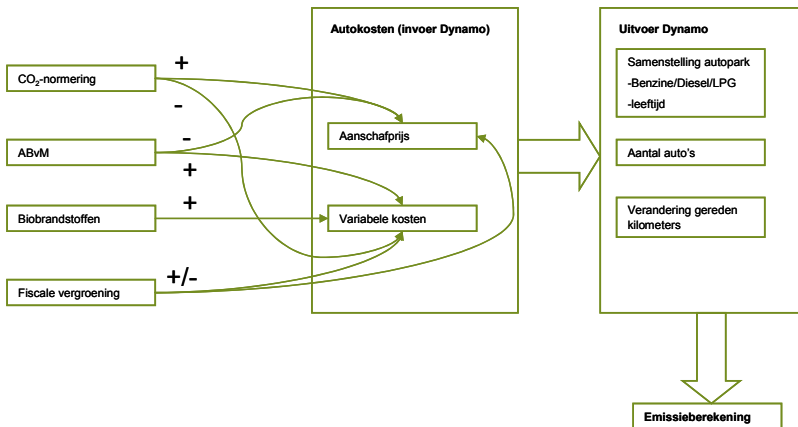 Autokosten (invoer Dynamo)
Uitvoer Dynamo
+
CO₂-normering
-
-
ABvM
+
+
Biobrandstoffen
+/-
Fiscale vergroening
Aanschafprijs
Variabele kosten
Samenstelling autopark
-Benzine/Diesel/LPG
-leeftijd
Aantal auto's
Verandering gereden
kilometers
Emissieberekening